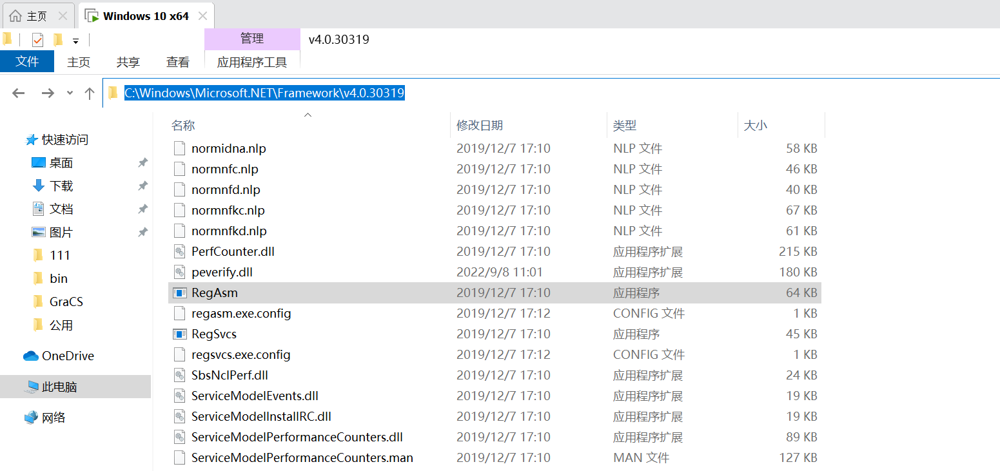 主页 Windows 10 x64
管理 v4.0.30319
文件 主页 共享 查看 应用程序工具
C:\Windows\Microsoft.NET\Framework\v4.0.30319
名称 修改日期 类型 大小
快速访问
桌面
下载
文档
图片
111
bin
GraCS
公用
OneDrive
此电脑
网络
normidna.nlp 2019/12/7 17:10 NLP 文件 58 KB
normnfc.nlp 2019/12/7 17:10 NLP 文件 46 KB
normnfd.nlp 2019/12/7 17:10 NLP 文件 40 KB
normnfkc.nlp 2019/12/7 17:10 NLP 文件 67 KB
normnfkd.nlp 2019/12/7 17:10 NLP 文件 61 KB
PerfCounter.dll 2019/12/7 17:10 应用程序扩展 215 KB
peverify.dll 2022/9/8 11:01 应用程序扩展 180 KB
RegAsm 2019/12/7 17:10 应用程序 64 KB
regasm.exe.config 2019/12/7 17:12 CONFIG 文件 1 KB
RegSvcs 2019/12/7 17:10 应用程序 45 KB
regsvcs.exe.config 2019/12/7 17:12 CONFIG 文件 1 KB
SbsNclPerf.dll 2019/12/7 17:10 应用程序扩展 24 KB
ServiceModelEvents.dll 2019/12/7 17:10 应用程序扩展 19 KB
ServiceModelInstallRC.dll 2019/12/7 17:10 应用程序扩展 19 KB
ServiceModelPerformanceCounters.dll 2019/12/7 17:10 应用程序扩展 89 KB
ServiceModelPerformanceCounters.man 2019/12/7 17:10 MAN 文件 127 KB